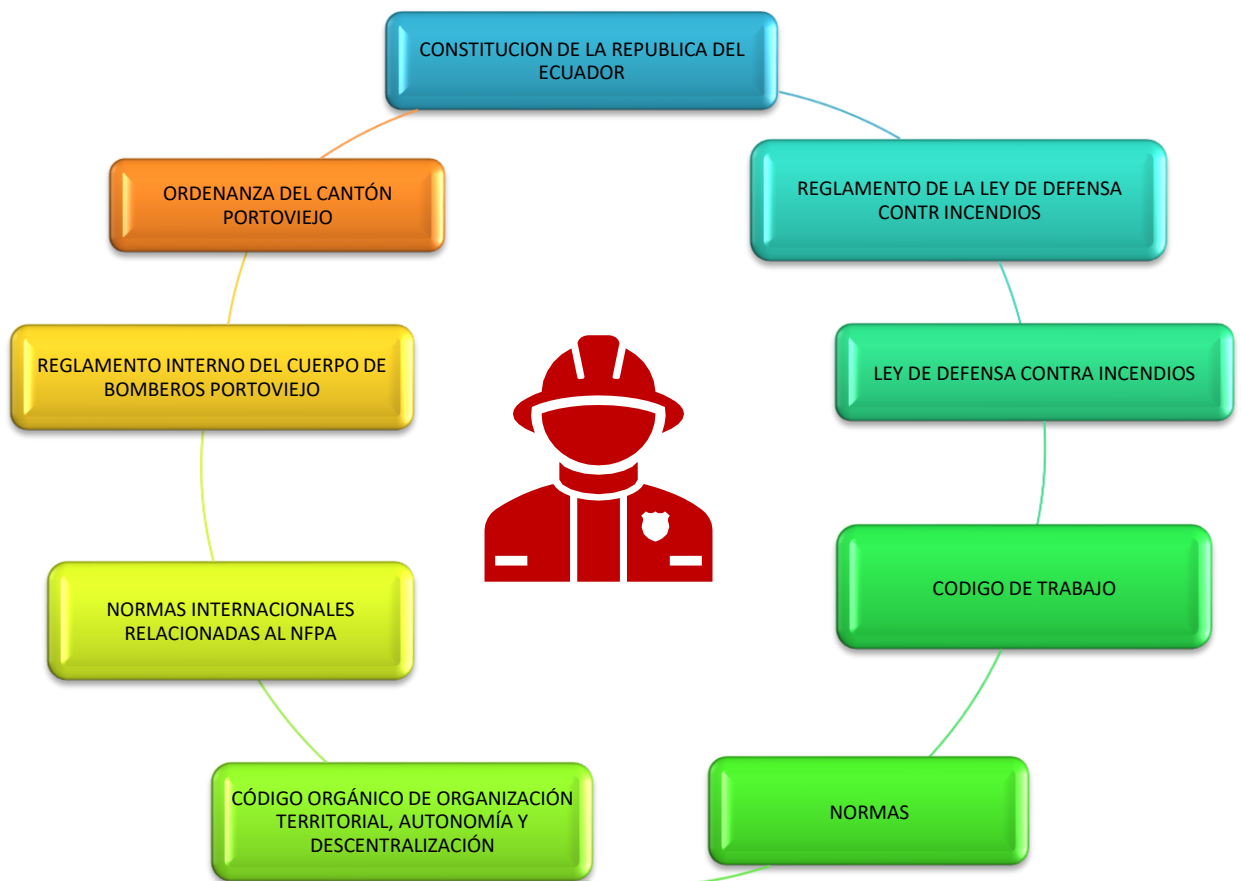 CONSTITUCION DE LA REPUBLICA DEL
ECUADOR
REGLAMENTO DE LA LEY DE DEFENSA
CONTR INCENDIOS
LEY DE DEFENSA CONTRA INCENDIOS
CODIGO DE TRABAJO
NORMAS
CÓDIGO ORGÁNICO DE ORGANIZACIÓN
TERRITORIAL, AUTONOMÍA Y
DESCENTRALIZACIÓN
NORMAS INTERNACIONALES
RELACIONADAS AL NFPA
REGLAMENTO INTERNO DEL CUERPO DE
BOMBEROS PORTOVIEJO
ORDENANZA DEL CANTÓN
PORTOVIEJO